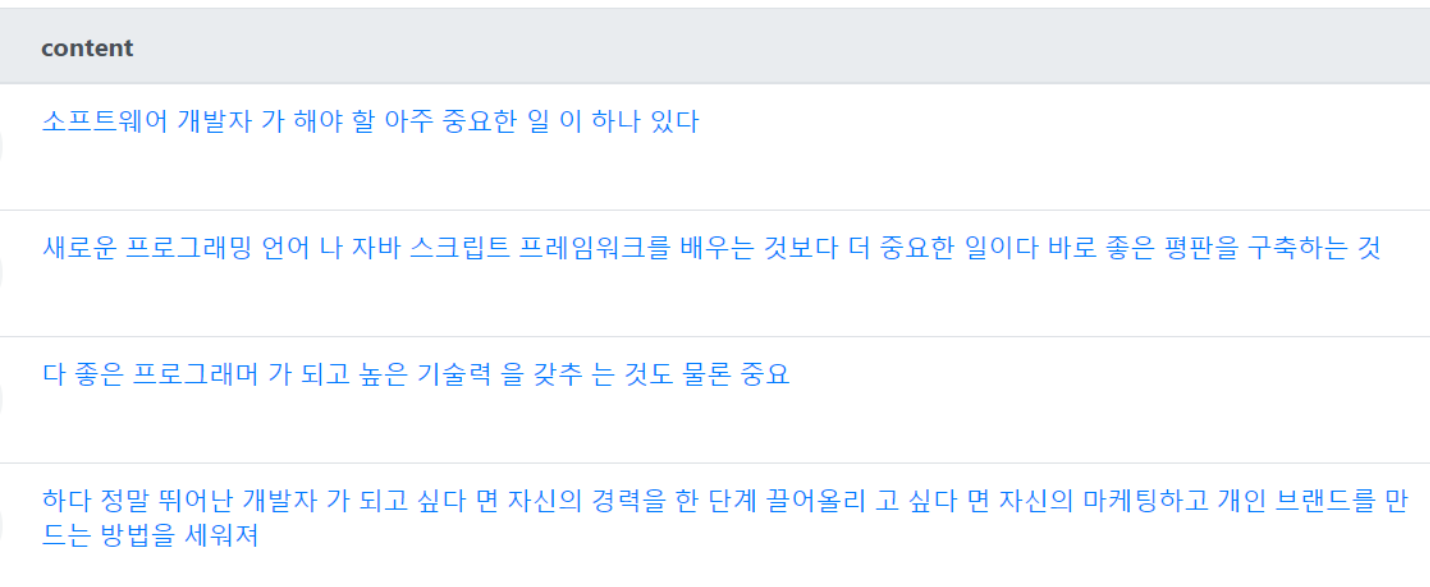 content
소프트웨어 개발자 가 해야 할 아주 중요한 일 이 하나 있다
새로운 프로그래밍 언어 나 자바 스크립트 프레임워크를 배우는 것보다 더 중요한 일이다 바로 좋은 평판을 구축하는 것
다 좋은 프로그래머 가 되고 높은 기술력 을 갖추 는 것도 물론 중요
하다 정말 뛰어난 개발자 가 되고 싶다 면 자신의 경력을 한 단계 끌어올리 고 싶다 면 자신의 마케팅하고 개인 브랜드를 만
드는 방법을 세워져